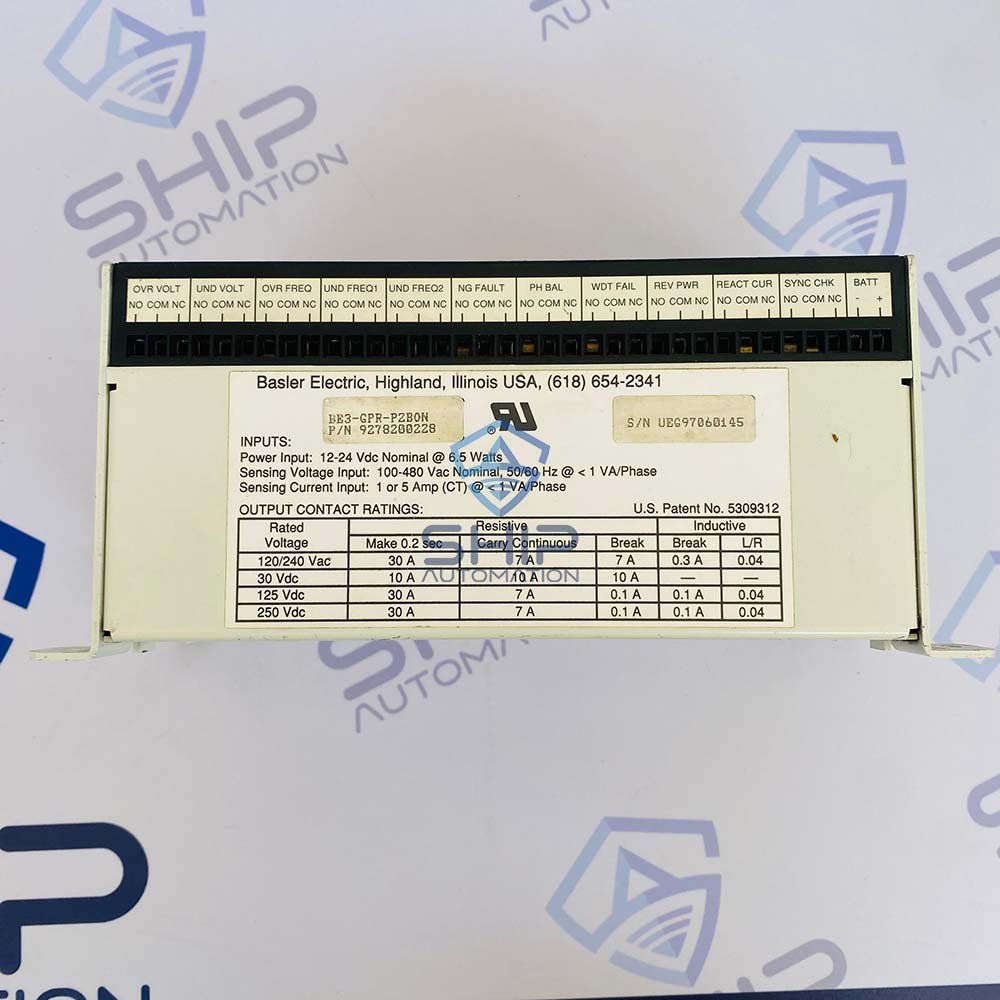 SHIP
AUTOMATION
OVR VOLT UND VOLT OVR FREQ UND FREQ1 UND FREQ2 NG FAULT PH BAL WDT FAIL REV PWR REACT CUR SYNC CHK BATT
NO COM NC NO COM NC NO COM NC NO COM NC NO COM NC NO COM NC NO COM NC NO COM NC NO COM NC NO COM NC NO COM NC - +
Basler Electric, Highland, Illinois USA, (618) 654-2341
BE3-GPR-P2B0N
P/N 9278200228
S/N UEG97060145
INPUTS:
Power Input: 12-24 Vdc Nominal @ 6.5 Watts
Sensing Voltage Input: 100-480 Vac Nominal, 50/60 Hz @ < 1 VA/Phase
Sensing Current Input: 1 or 5 Amp (CT) @ < 1 VA/Phase
OUTPUT CONTACT RATINGS: U.S. Patent No. 5309312
Rated Voltage Resistive Inductive
Make 0.2 sec Carry Continuous Break Break L/R
120/240 Vac 30 A 7 A 7 A 0.3 A 0.04
30 Vdc 10 A 10 A 10 A — —
125 Vdc 30 A 7 A 0.1 A 0.1 A 0.04
250 Vdc 30 A 7 A 0.1 A 0.1 A 0.04
SHIP
AUTOMATION
SHIP
AUTOMATION
SHIP